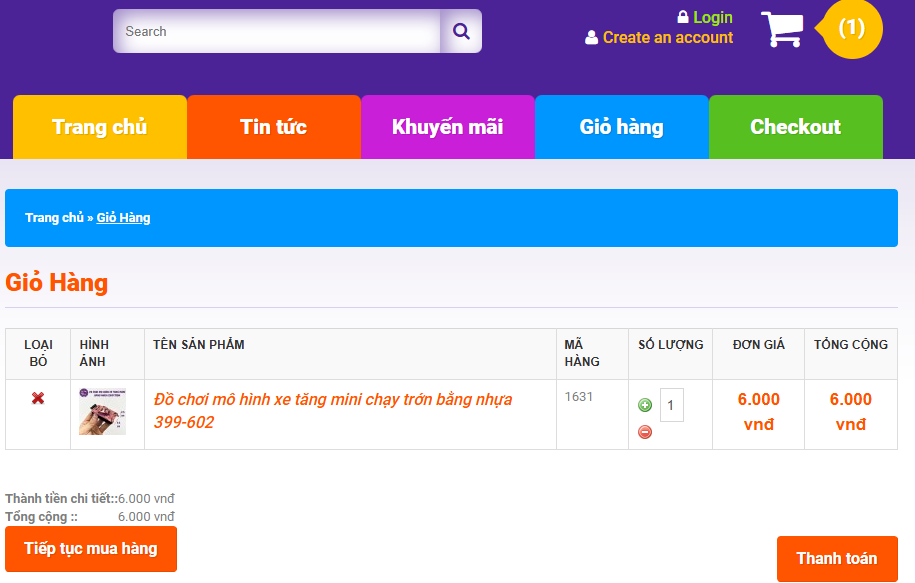 Search
Login
Create an account
(1)
Trang chủ
Tin tức
Khuyến mãi
Giỏ hàng
Checkout
Trang chủ » Giỏ Hàng
Giỏ Hàng
LOẠI
BỎ
HÌNH
ẢNH
TÊN SẢN PHẨM
MÃ
HÀNG
SỐ LƯỢNG
ĐƠN GIÁ
TỔNG CỘNG
Đồ chơi mô hình xe tăng mini chạy trớn bằng nhựa
399-602
1631
1
6.000
vnđ
6.000
vnđ
Thành tiền chi tiết::6.000 vnđ
Tổng cộng :: 6.000 vnđ
Tiếp tục mua hàng
Thanh toán